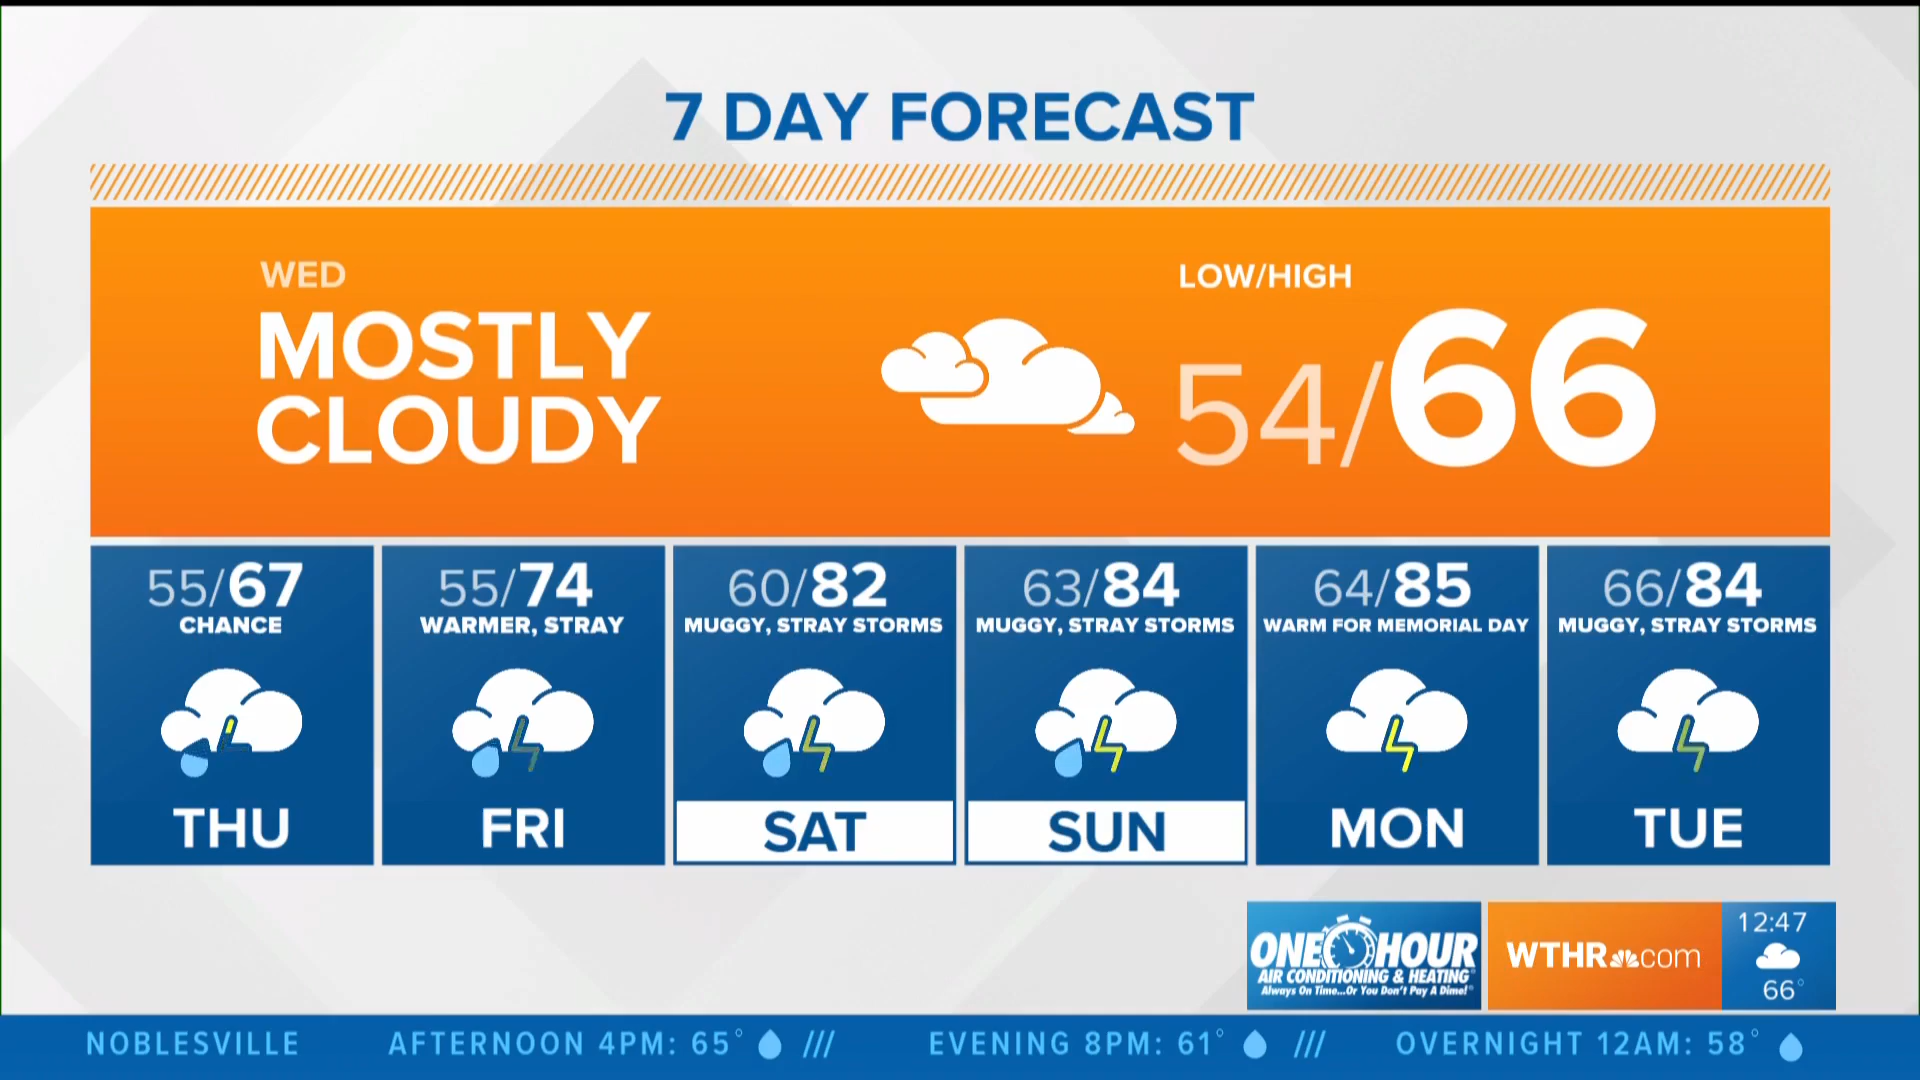 7 DAY FORECAST
WED
MOSTLY
CLOUDY
LOW/HIGH
54/66
55/67
CHANCE
THU
55/74
WARMER, STRAY
FRI
60/82
MUGGY, STRAY STORMS
SAT
63/84
MUGGY, STRAY STORMS
SUN
64/85
WARM FOR MEMORIAL DAY
MON
66/84
MUGGY, STRAY STORMS
TUE
ONE HOUR
AIR CONDITIONING & HEATING®
Always On Time...Or You Don't Pay A Dime!®
WTHR.com
12:47
66°
NOBLESVILLE AFTERNOON 4PM: 65° /// EVENING 8PM: 61° /// OVERNIGHT 12AM: 58°